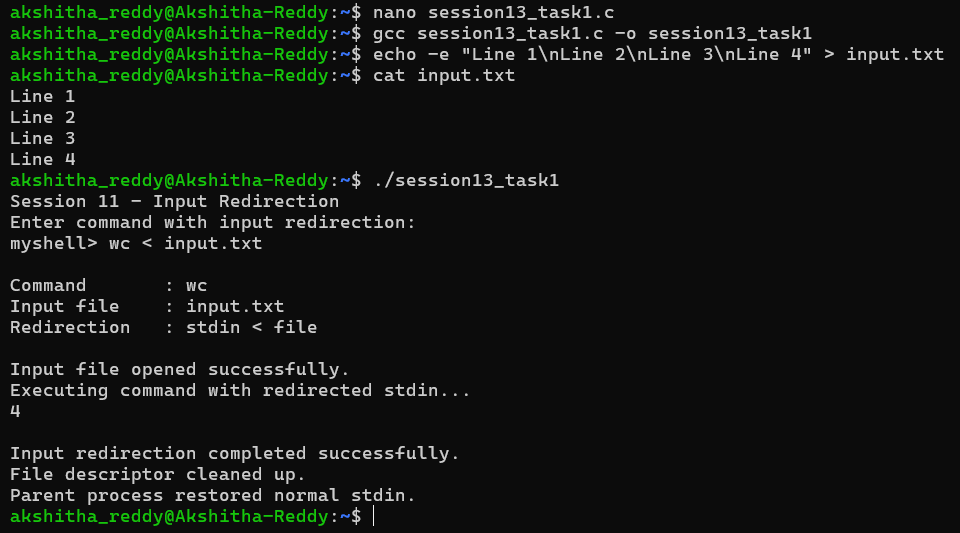 akshitha_reddy@Akshitha-Reddy:~$ nano session13_task1.c
akshitha_reddy@Akshitha-Reddy:~$ gcc session13_task1.c -o session13_task1
akshitha_reddy@Akshitha-Reddy:~$ echo -e "Line 1\nLine 2\nLine 3\nLine 4" > input.txt
akshitha_reddy@Akshitha-Reddy:~$ cat input.txt
Line 1
Line 2
Line 3
Line 4
akshitha_reddy@Akshitha-Reddy:~$ ./session13_task1
Session 11 - Input Redirection
Enter command with input redirection:
myshell> wc < input.txt

Command       : wc
Input file    : input.txt
Redirection   : stdin < file

Input file opened successfully.
Executing command with redirected stdin...
4

Input redirection completed successfully.
File descriptor cleaned up.
Parent process restored normal stdin.
akshitha_reddy@Akshitha-Reddy:~$